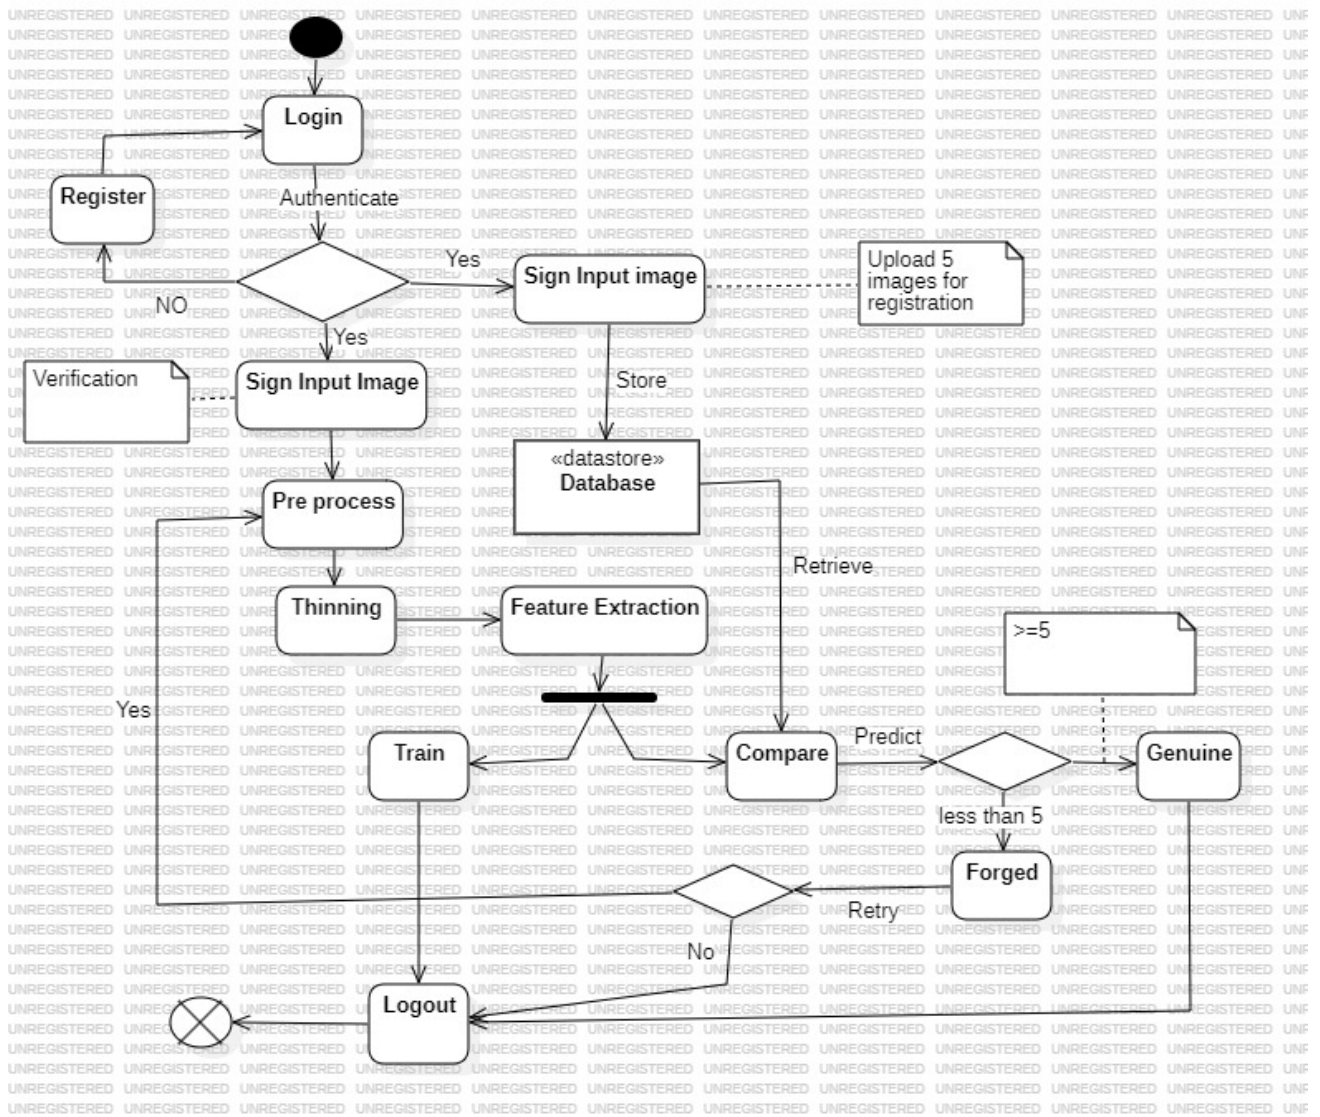 Login
Register
Authenticate
Yes
Sign Input image
Upload 5
images for
registration
NO
Yes
Verification
Sign Input Image
Store
«datastore»
Database
Pre process
Retrieve
Thinning
Feature Extraction
>=5
Yes
Train
Compare
Predict
Genuine
less than 5
Forged
Retry
No
Logout
UNREGISTERED